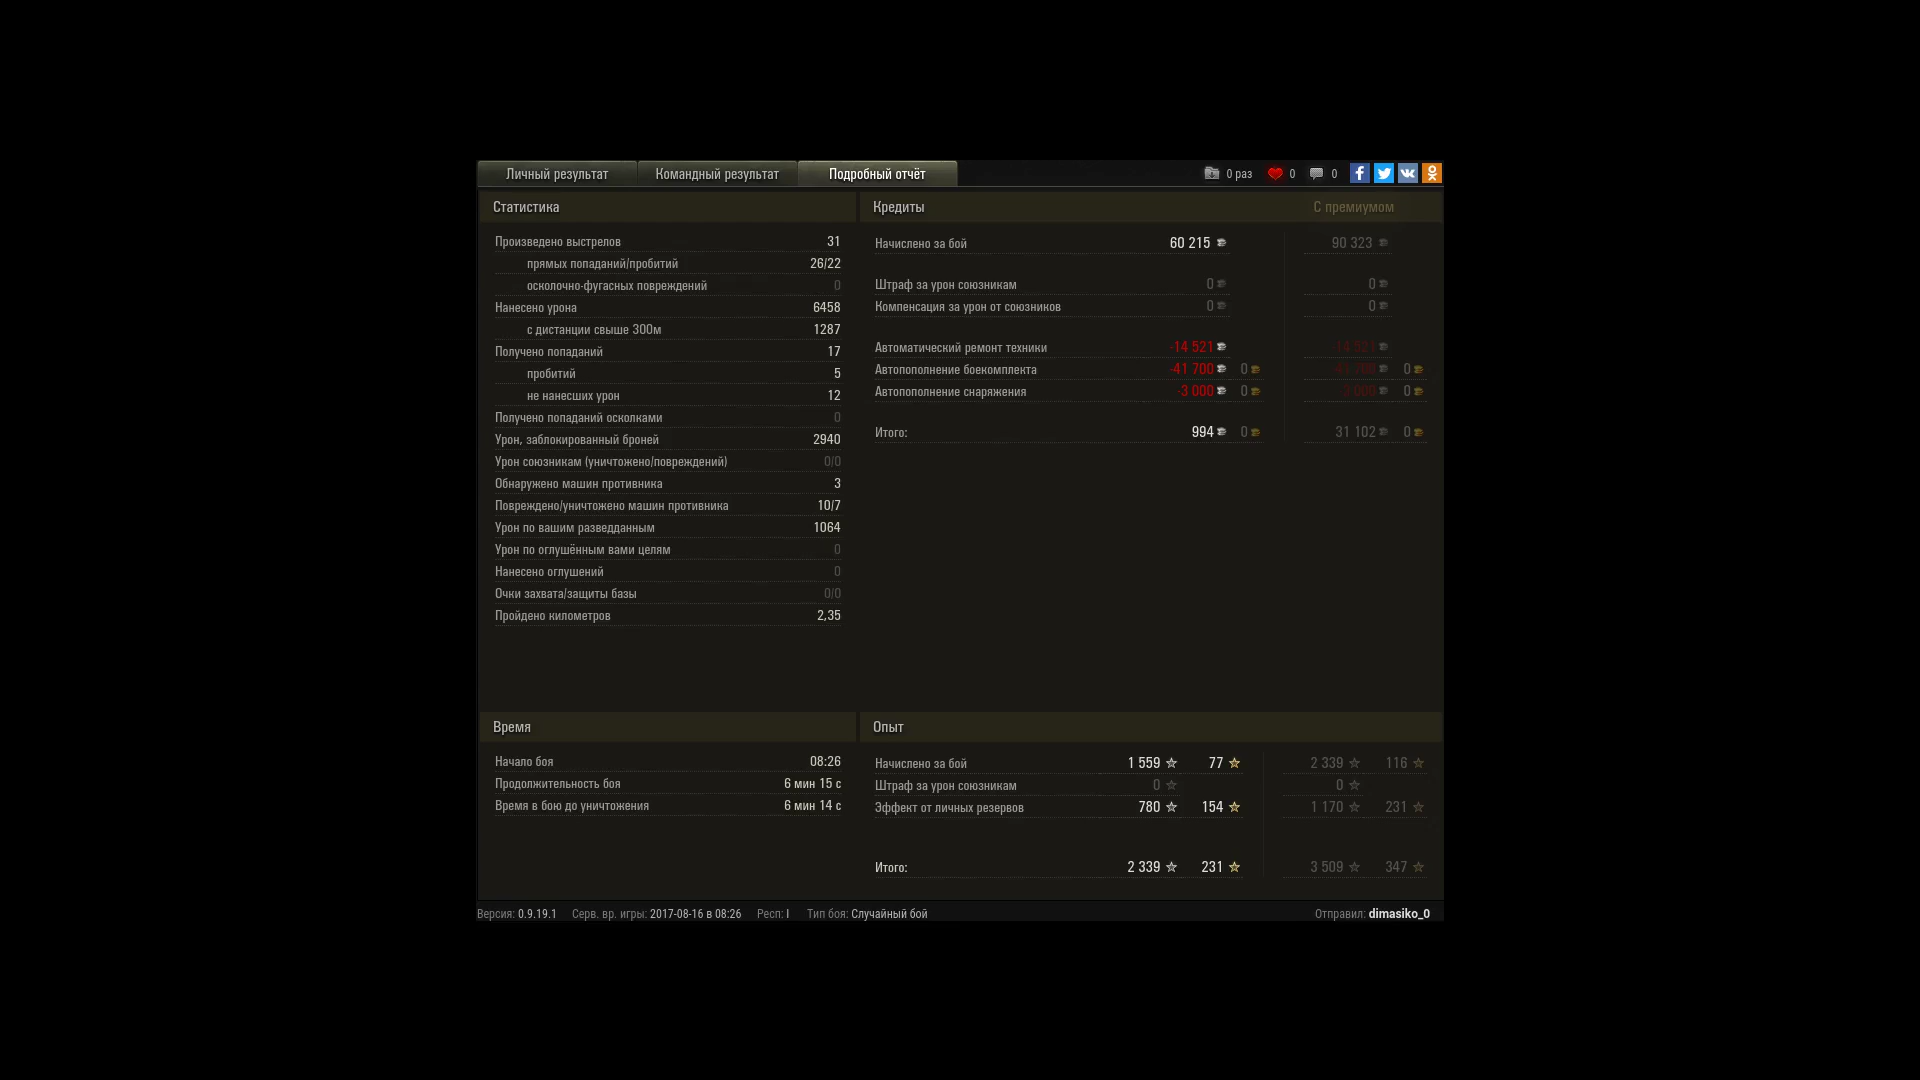 Личный результат Командный результат Подробный отчёт 0 раз 0 0
Статистика
Произведено выстрелов 31
прямых попаданий/пробитий 26/22
осколочно-фугасных повреждений 0
Нанесено урона 6458
с дистанции свыше 300м 1287
Получено попаданий 17
пробитий 5
не нанесших урон 12
Получено попаданий осколками 0
Урон, заблокированный броней 2940
Урон союзникам (уничтожено/повреждений) 0/0
Обнаружено машин противника 3
Повреждено/уничтожено машин противника 10/7
Урон по вашим разведданным 1064
Урон по оглушённым вами целям 0
Нанесено оглушений 0
Очки захвата/защиты базы 0/0
Пройдено километров 2,35
Кредиты С премиумом
Начислено за бой 60 215 90 323
Штраф за урон союзникам 0 0
Компенсация за урон от союзников 0 0
Автоматический ремонт техники -14 521 -14 521
Автопополнение боекомплекта -41 700 0 -41 700 0
Автопополнение снаряжения -3 000 0 -3 000 0
Итого: 994 0 31 102 0
Время
Начало боя 08:26
Продолжительность боя 6 мин 15 с
Время в бою до уничтожения 6 мин 14 с
Опыт
Начислено за бой 1 559 77 2 339 116
Штраф за урон союзникам 0 0
Эффект от личных резервов 780 154 1 170 231
Итого: 2 339 231 3 509 347
Версия: 0.9.19.1 Серв. вр. игры: 2017-08-16 в 08:26 Респ: I Тип боя: Случайный бой Отправил: dimasiko_0